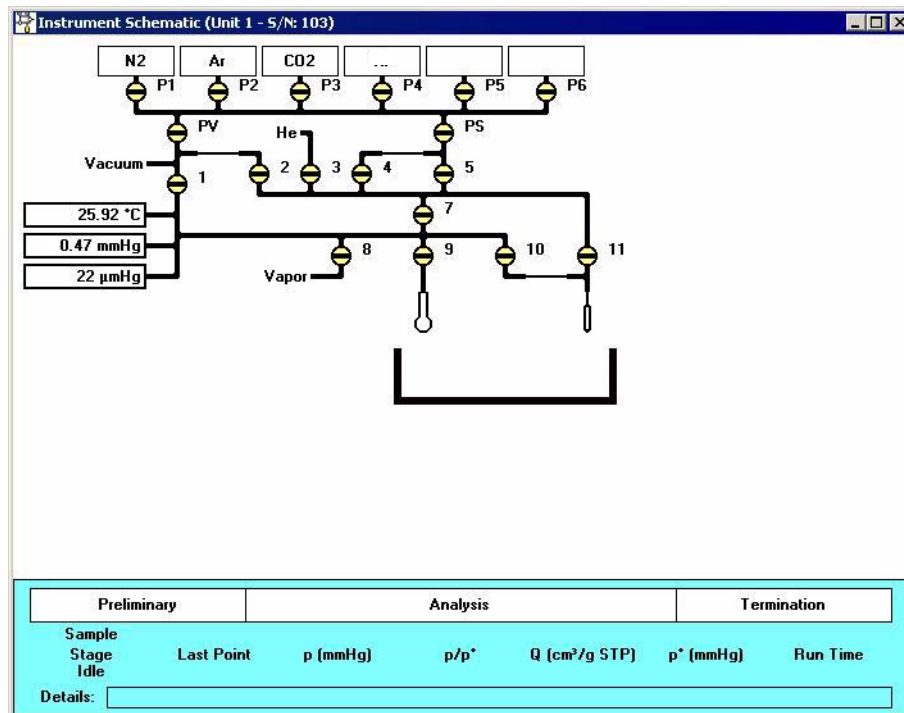 Instrument Schematic (Unit 1 - S/N: 103)
N2 Ar CO2 ...
P1 P2 P3 P4 P5 P6
PV PS
He
Vacuum 1 2 3 4 5
25.92 °C
7
0.47 mmHg
8 9 10 11
22 µmHg
Vapor
Preliminary Analysis Termination
Sample
Stage Last Point p (mmHg) p/p° Q (cm³/g STP) p° (mmHg) Run Time
Idle
Details: